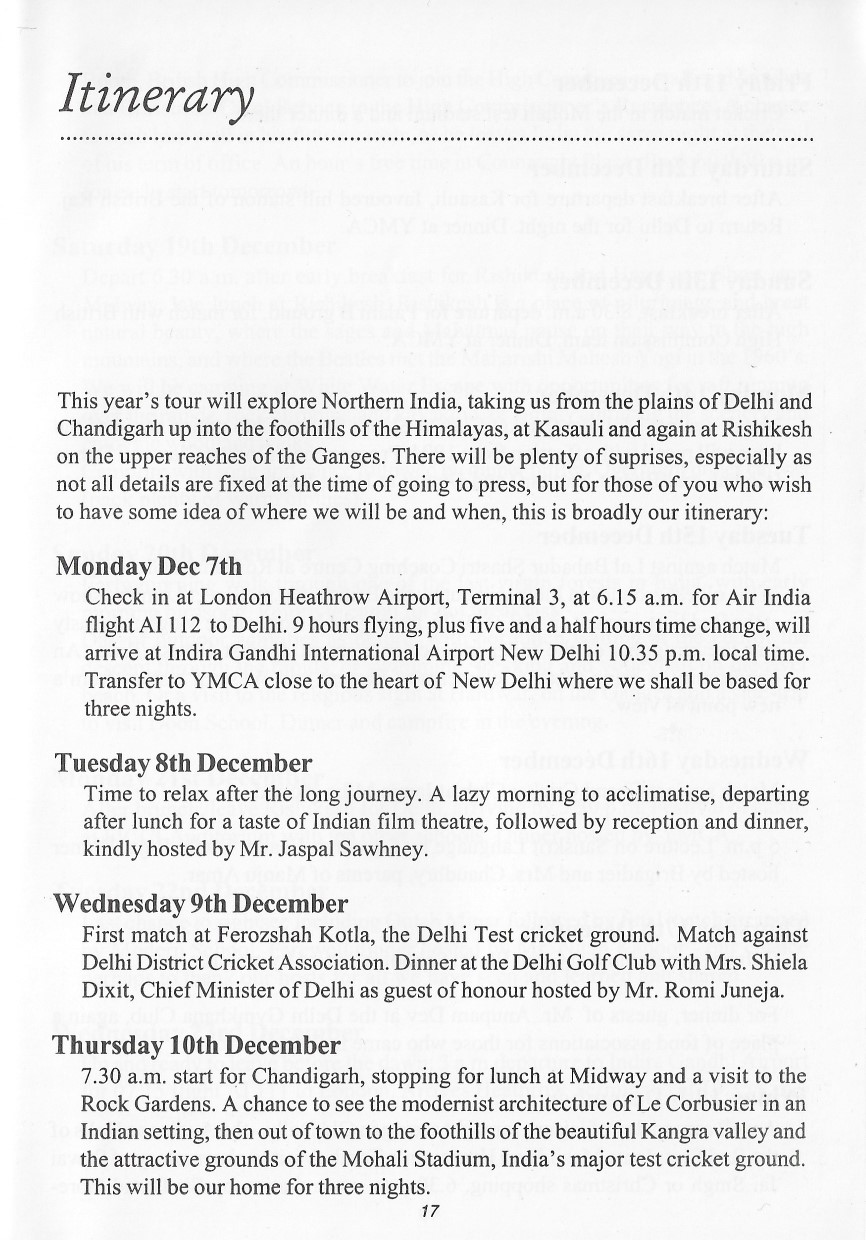 Itinerary
This year's tour will explore Northern India, taking us from the plains of Delhi and
Chandigarh up into the foothills of the Himalayas, at Kasauli and again at Rishikesh
on the upper reaches of the Ganges. There will be plenty of suprises, especially as
not all details are fixed at the time of going to press, but for those of you who wish
to have some idea of where we will be and when, this is broadly our itinerary:
Monday Dec 7th
Check in at London Heathrow Airport, Terminal 3, at 6.15 a.m. for Air India
flight AI 112 to Delhi. 9 hours flying, plus five and a half hours time change, will
arrive at Indira Gandhi International Airport New Delhi 10.35 p.m. local time.
Transfer to YMCA close to the heart of New Delhi where we shall be based for
three nights.
Tuesday 8th December
Time to relax after the long journey. A lazy morning to acclimatise, departing
after lunch for a taste of Indian film theatre, followed by reception and dinner,
kindly hosted by Mr. Jaspal Sawhney.
Wednesday 9th December
First match at Ferozshah Kotla, the Delhi Test cricket ground. Match against
Delhi District Cricket Association. Dinner at the Delhi Golf Club with Mrs. Shiela
Dixit, Chief Minister of Delhi as guest of honour hosted by Mr. Romi Juneja.
Thursday 10th December
7.30 a.m. start for Chandigarh, stopping for lunch at Midway and a visit to the
Rock Gardens. A chance to see the modernist architecture of Le Corbusier in an
Indian setting, then out of town to the foothills of the beautiful Kangra valley and
the attractive grounds of the Mohali Stadium, India's major test cricket ground.
This will be our home for three nights.
17